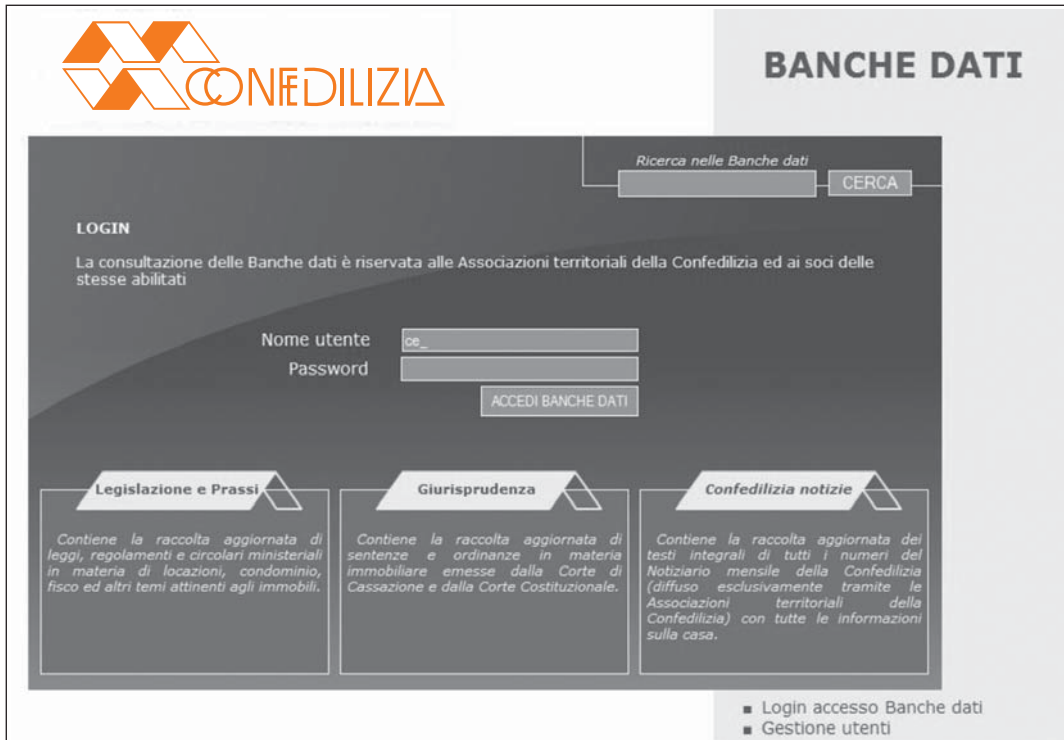 CONFEDILIZIA
BANCHE DATI
Ricerca nelle Banche dati
CERCA
LOGIN
La consultazione delle Banche dati è riservata alle Associazioni territoriali della Confedilizia ed ai soci delle
stesse abilitati
Nome utente
ce_
Password
ACCEDI BANCHE DATI
Legislazione e Prassi
Contiene la raccolta aggiornata di
leggi, regolamenti e circolari ministeriali
in materia di locazioni, condominio,
fisco ed altri temi attinenti agli immobili.
Giurisprudenza
Contiene la raccolta aggiornata di
sentenze e ordinanze in materia
immobiliare emesse dalla Corte di
Cassazione e dalla Corte Costituzionale.
Confedilizia notizie
Contiene la raccolta aggiornata dei
testi integrali di tutti i numeri del
Notiziario mensile della Confedilizia
(diffuso esclusivamente tramite le
Associazioni territoriali della
Confedilizia) con tutte le informazioni
sulla casa.
Login accesso Banche dati
Gestione utenti